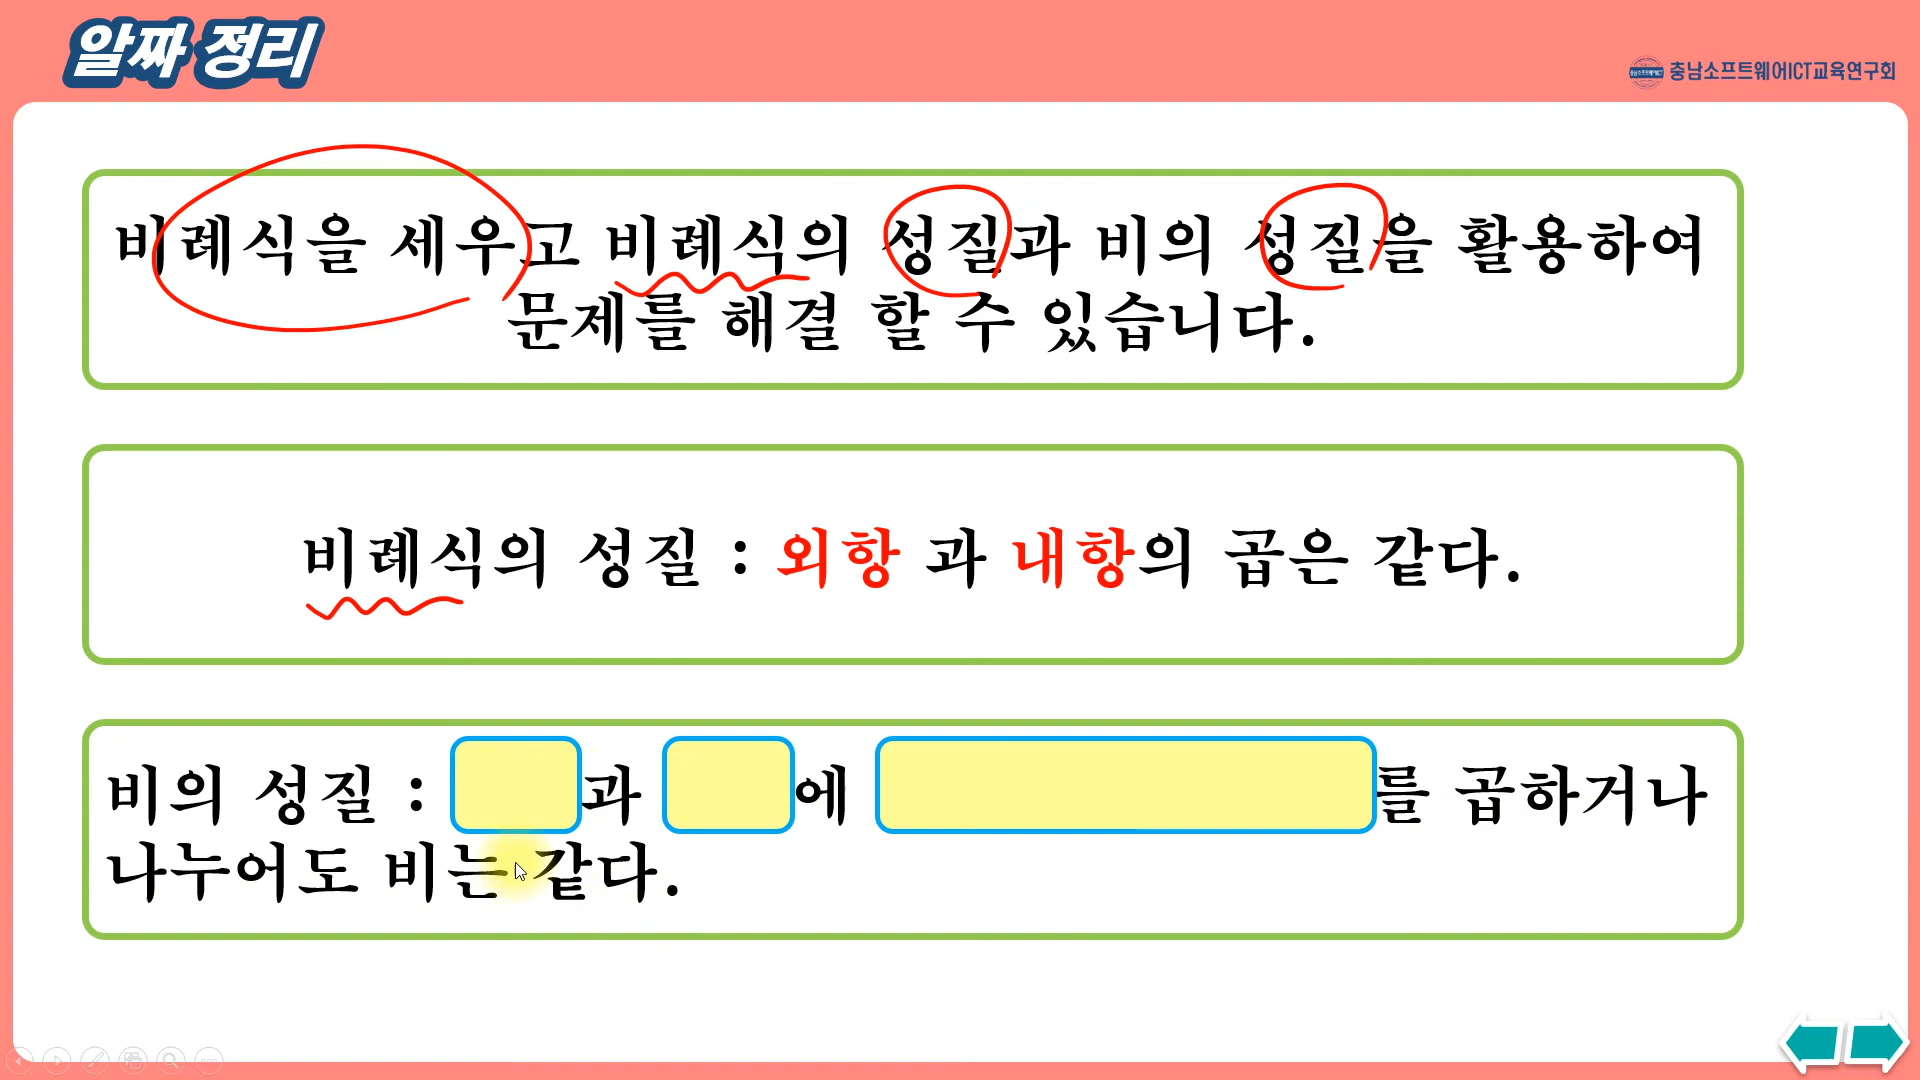 알짜 정리
충남소프트웨어ICT교육연구회
비례식을 세우고 비례식의 성질과 비의 성질을 활용하여
문제를 해결 할 수 있습니다.
비례식의 성질 : 외항 과 내항의 곱은 같다.
비의 성질 : 과 에 를 곱하거나
나누어도 비는 같다.